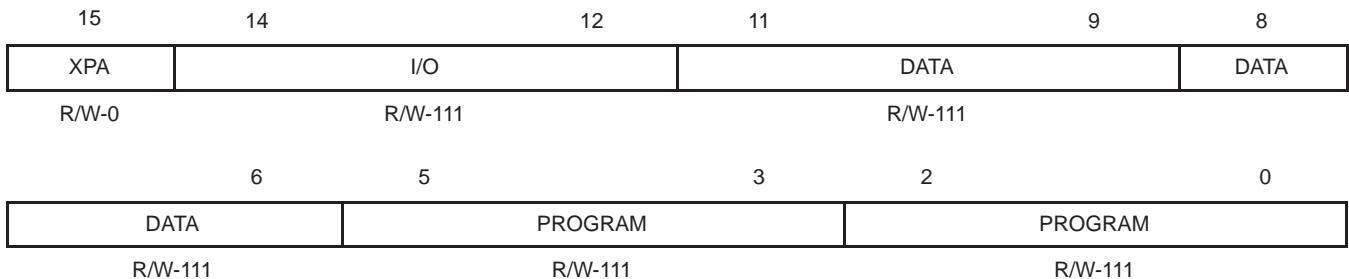 15 14 12 11 9 8
XPA I/O DATA DATA
R/W-0 R/W-111 R/W-111
6 5 3 2 0
DATA PROGRAM PROGRAM
R/W-111 R/W-111 R/W-111